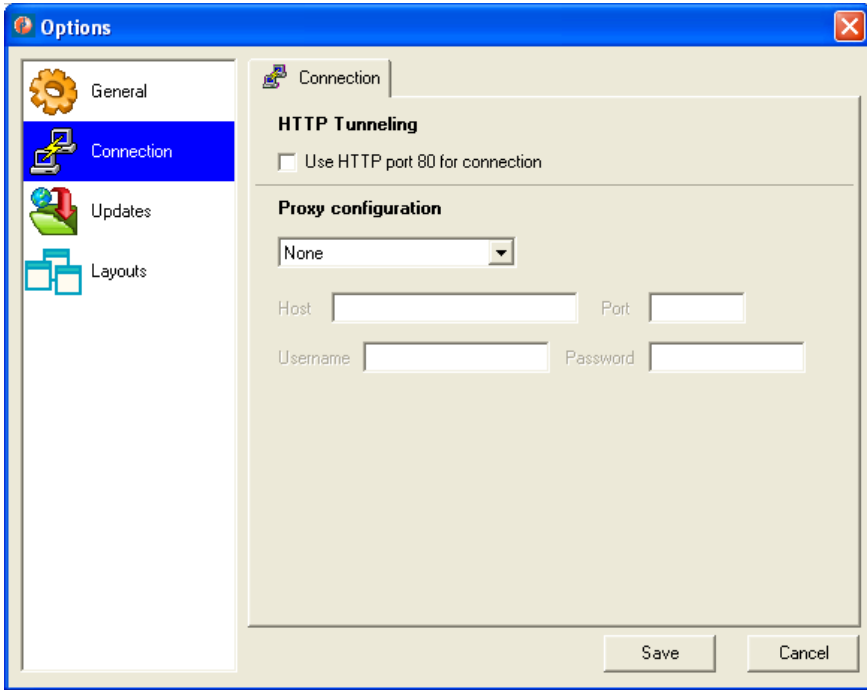 Options
General
Connection
Updates
Layouts
Connection
HTTP Tunneling
Use HTTP port 80 for connection
Proxy configuration
None
Host Port
Username Password
Save Cancel